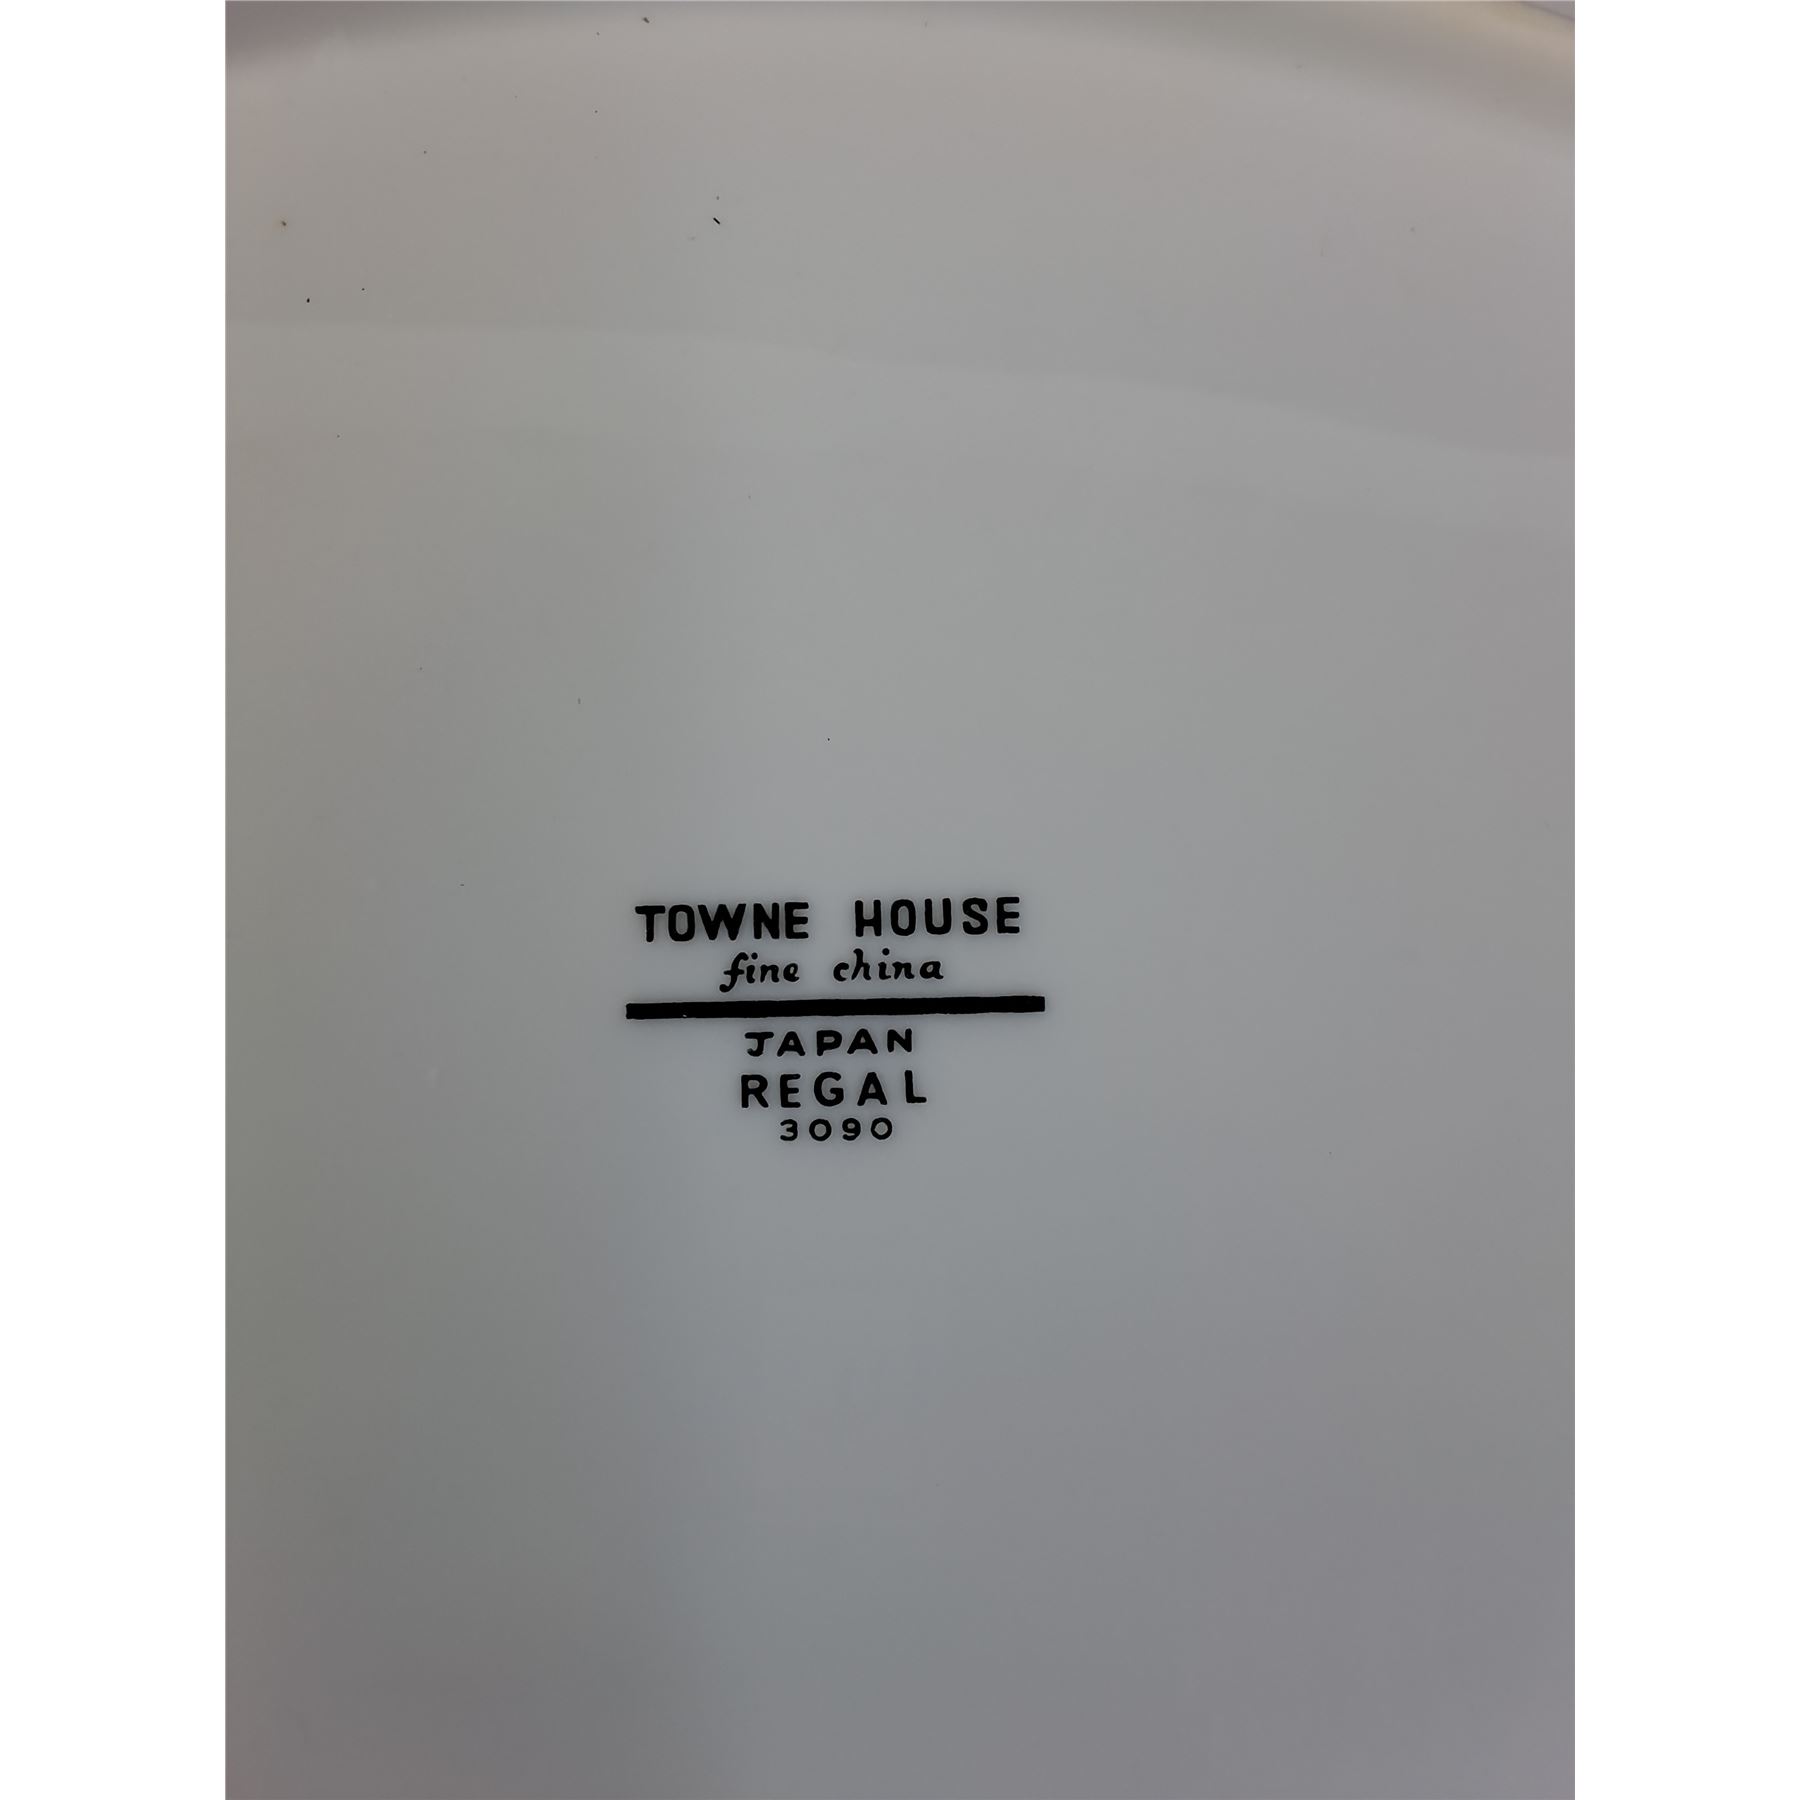 TOWNE HOUSE
fine china
JAPAN
REGAL
3090